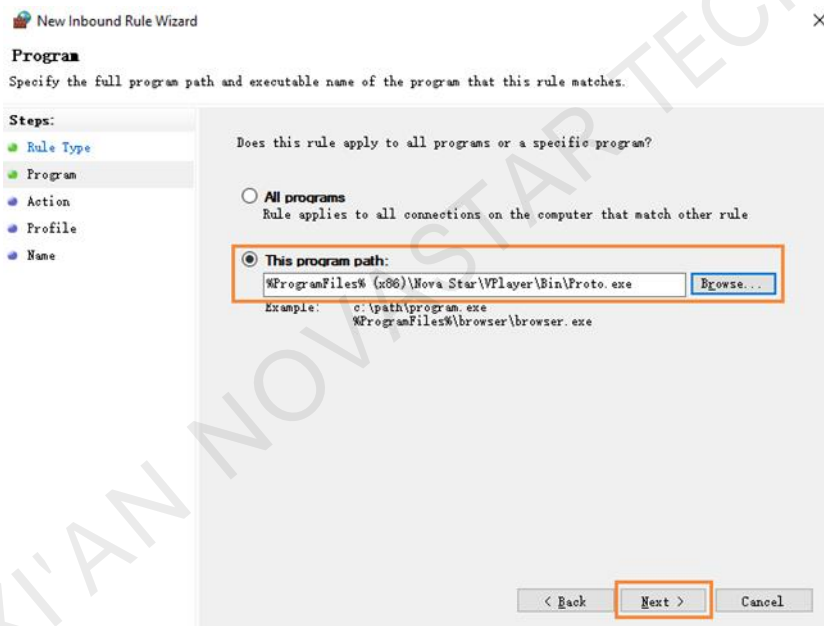 New Inbound Rule Wizard
Program
Specify the full program path and executable name of the program that this rule matches.
Steps:
Rule Type
Program
Action
Profile
Name
Does this rule apply to all programs or a specific program?
All programs
Rule applies to all connections on the computer that match other rule
This program path:
%ProgramFiles% (x86)\Nova Star\VPlayer\Bin\Proto.exe
Browse...
Example: c:\path\program.exe
%ProgramFiles%\browser\browser.exe
< Back
Next >
Cancel
XI'AN NOVASTAR TECH